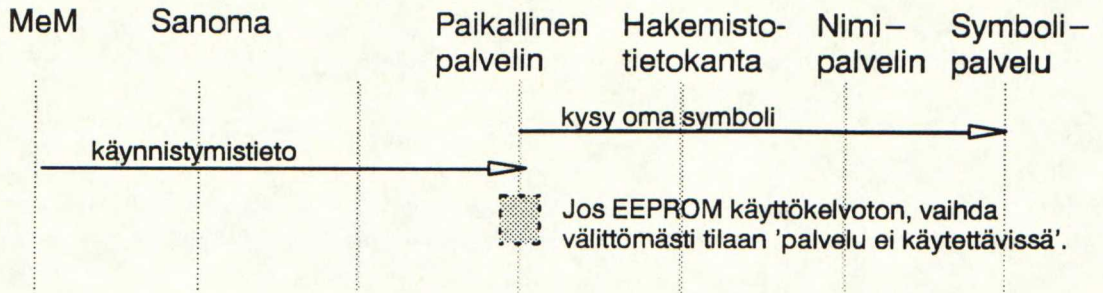 MeM Sanoma Paikallinen Hakemisto- Nimi– Symboli–
palvelin tietokanta palvelin palvelu
kysy oma symboli
käynnistymistieto
Jos EEPROM käyttökelvoton, vaihda
välittömästi tilaan 'palvelu ei käytettävissä'.